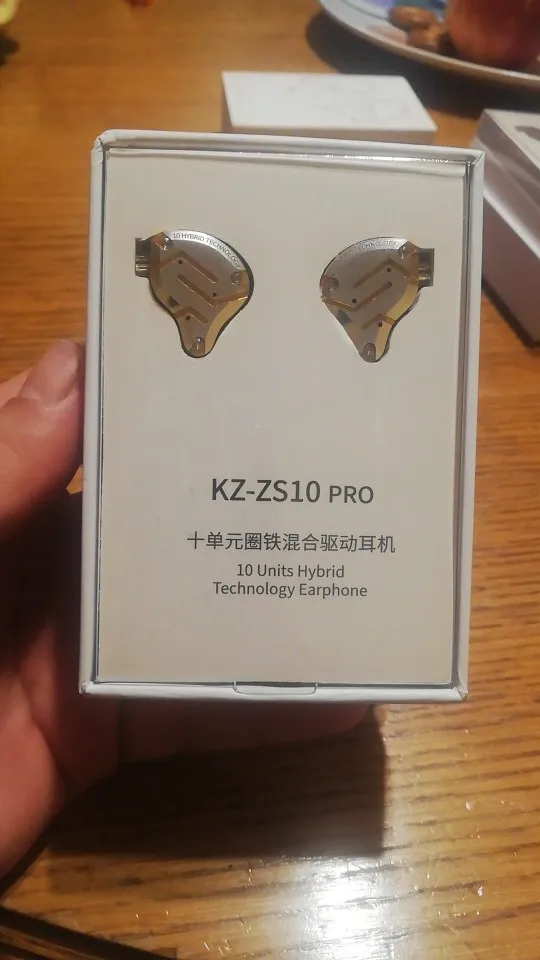 10 HYBRID TECHNOLOGY
KZ-ZS10 PRO
十单元圈铁混合驱动耳机
10 Units Hybrid
Technology Earphone